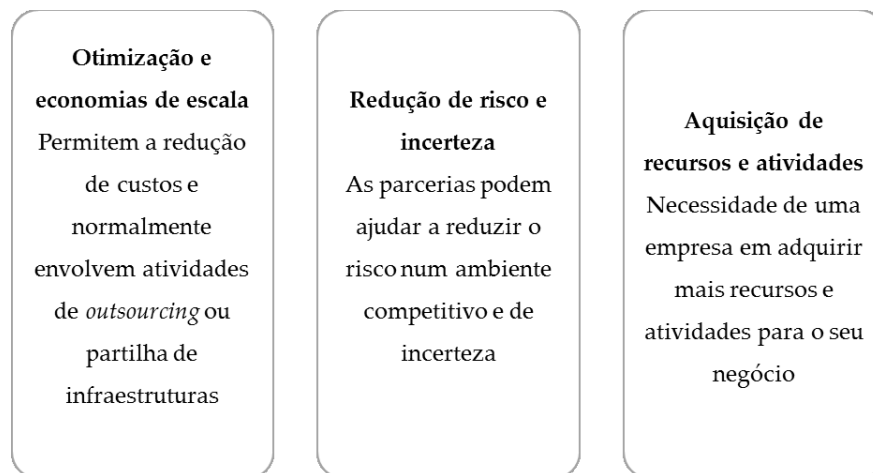 Otimização e
economias de escala
Permitem a redução
de custos e
normalmente
envolvem atividades
de outsourcing ou
partilha de
infraestruturas
Redução de risco e
incerteza
As parcerias podem
ajudar a reduzir o
risco num ambiente
competitivo e de
incerteza
Aquisição de
recursos e atividades
Necessidade de uma
empresa em adquirir
mais recursos e
atividades para o seu
negócio